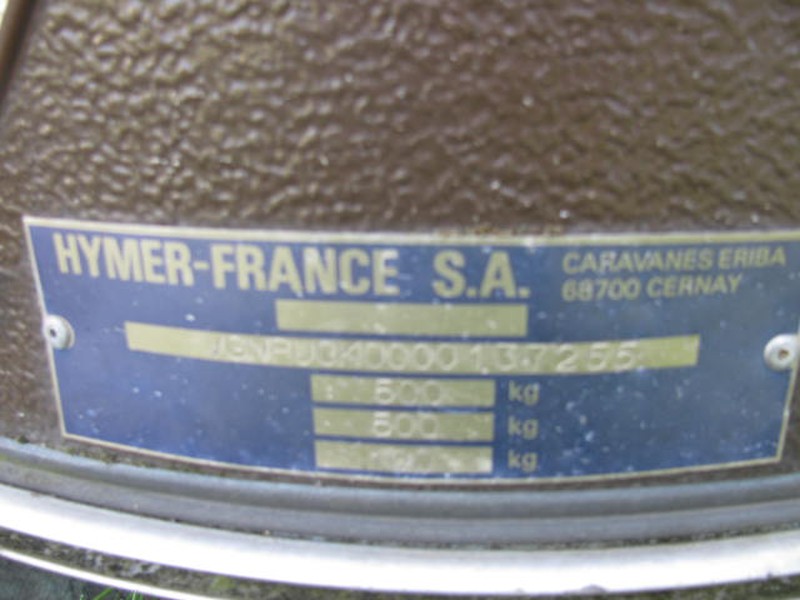 HYMER-FRANCE S.A.
CARAVANES ERIBA
68700 CERNAY
500 kg
500 kg
kg